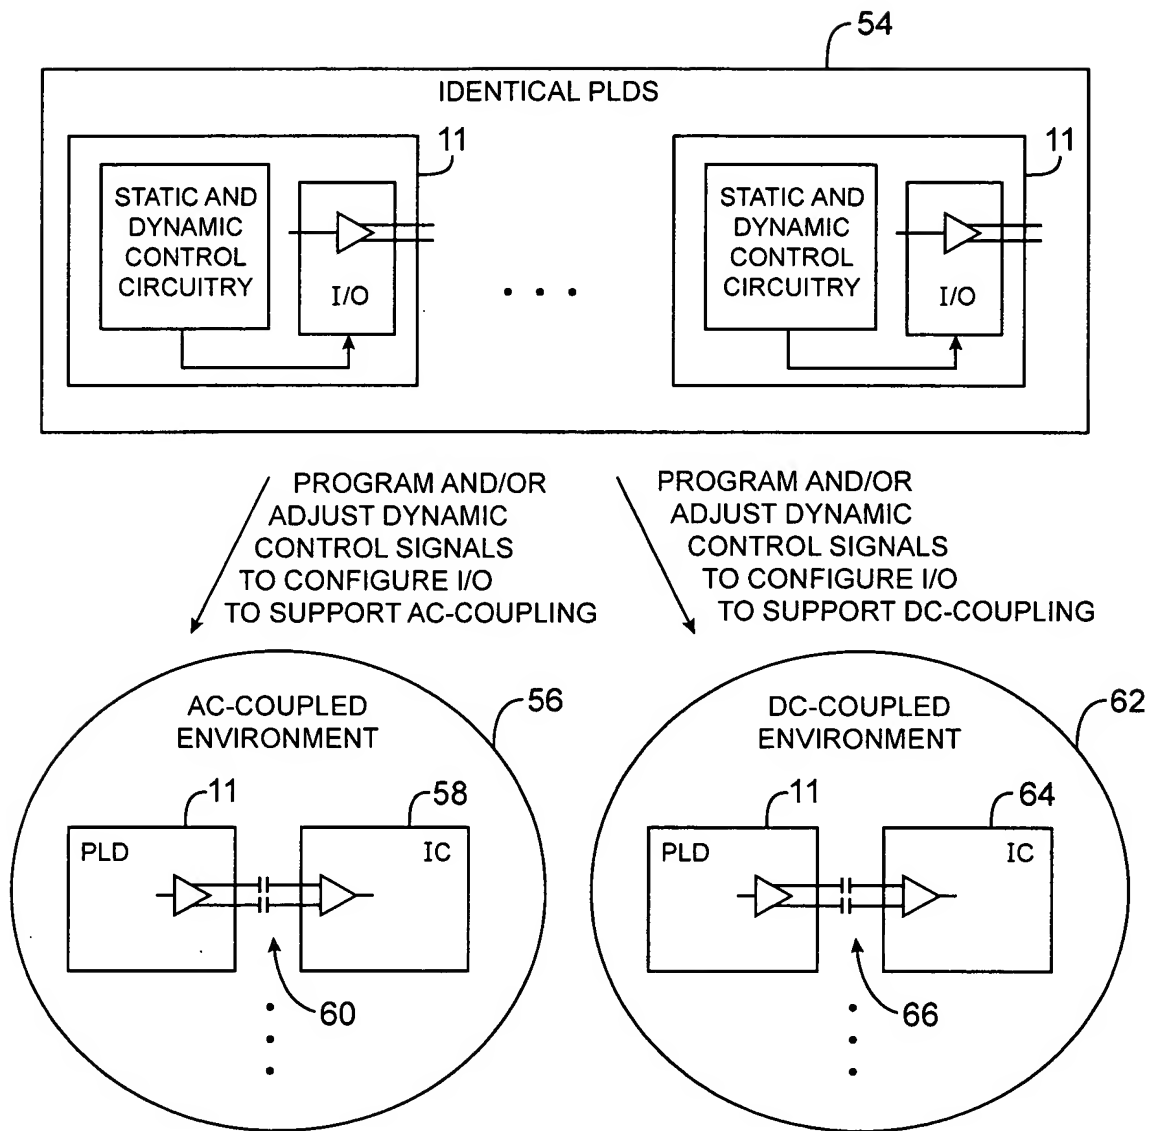 54
IDENTICAL PLDS
11
11
STATIC AND
DYNAMIC
CONTROL
CIRCUITRY
I/O
. . .
STATIC AND
DYNAMIC
CONTROL
CIRCUITRY
I/O
PROGRAM AND/OR
ADJUST DYNAMIC
CONTROL SIGNALS
TO CONFIGURE I/O
TO SUPPORT AC-COUPLING
PROGRAM AND/OR
ADJUST DYNAMIC
CONTROL SIGNALS
TO CONFIGURE I/O
TO SUPPORT DC-COUPLING
AC-COUPLED
ENVIRONMENT
56
11
58
PLD
IC
60
DC-COUPLED
ENVIRONMENT
62
11
64
PLD
IC
66